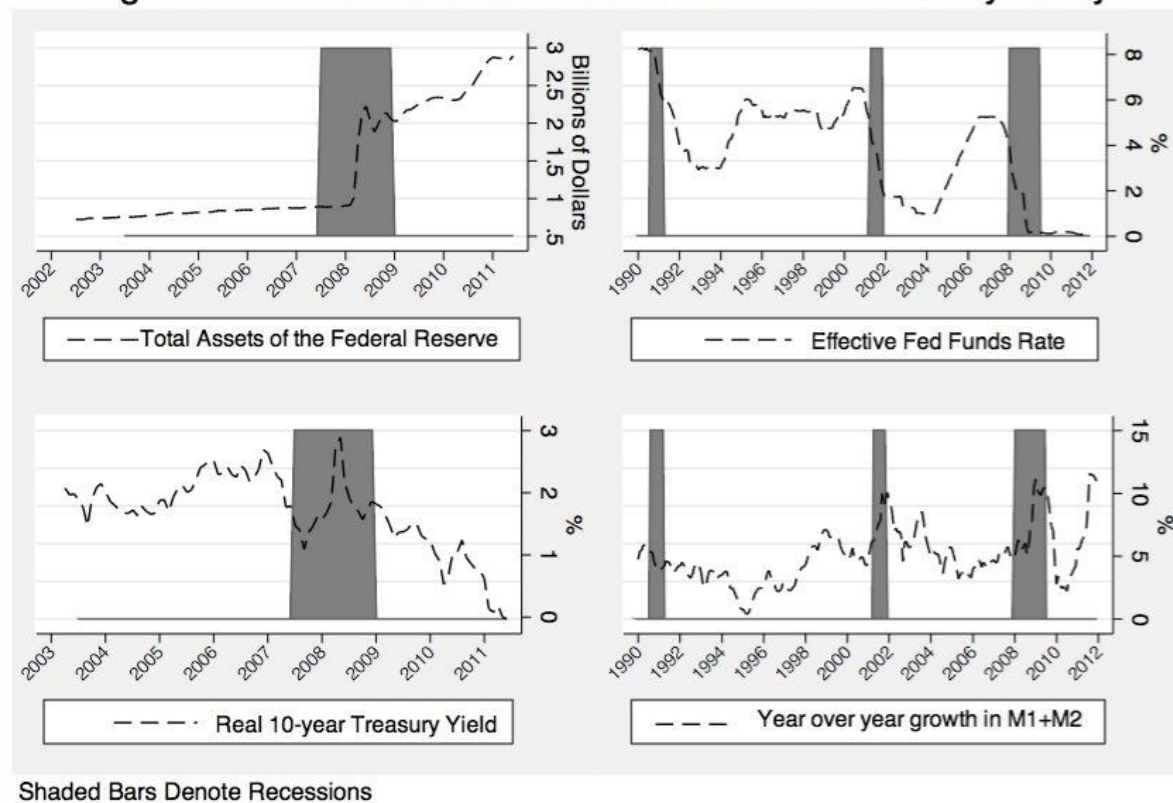 3
2.5
2
1.5
1
.5
Billions of Dollars
2002 2003 2004 2005 2006 2007 2008 2009 2010 2011
Total Assets of the Federal Reserve
8
6
4
2
0
%
1990 1992 1994 1996 1998 2000 2002 2004 2006 2008 2010 2012
Effective Fed Funds Rate
3
2
1
0
%
2003 2004 2005 2006 2007 2008 2009 2010 2011
Real 10-year Treasury Yield
15
10
5
0
%
1990 1992 1994 1996 1998 2000 2002 2004 2006 2008 2010 2012
Year over year growth in M1+M2
Shaded Bars Denote Recessions